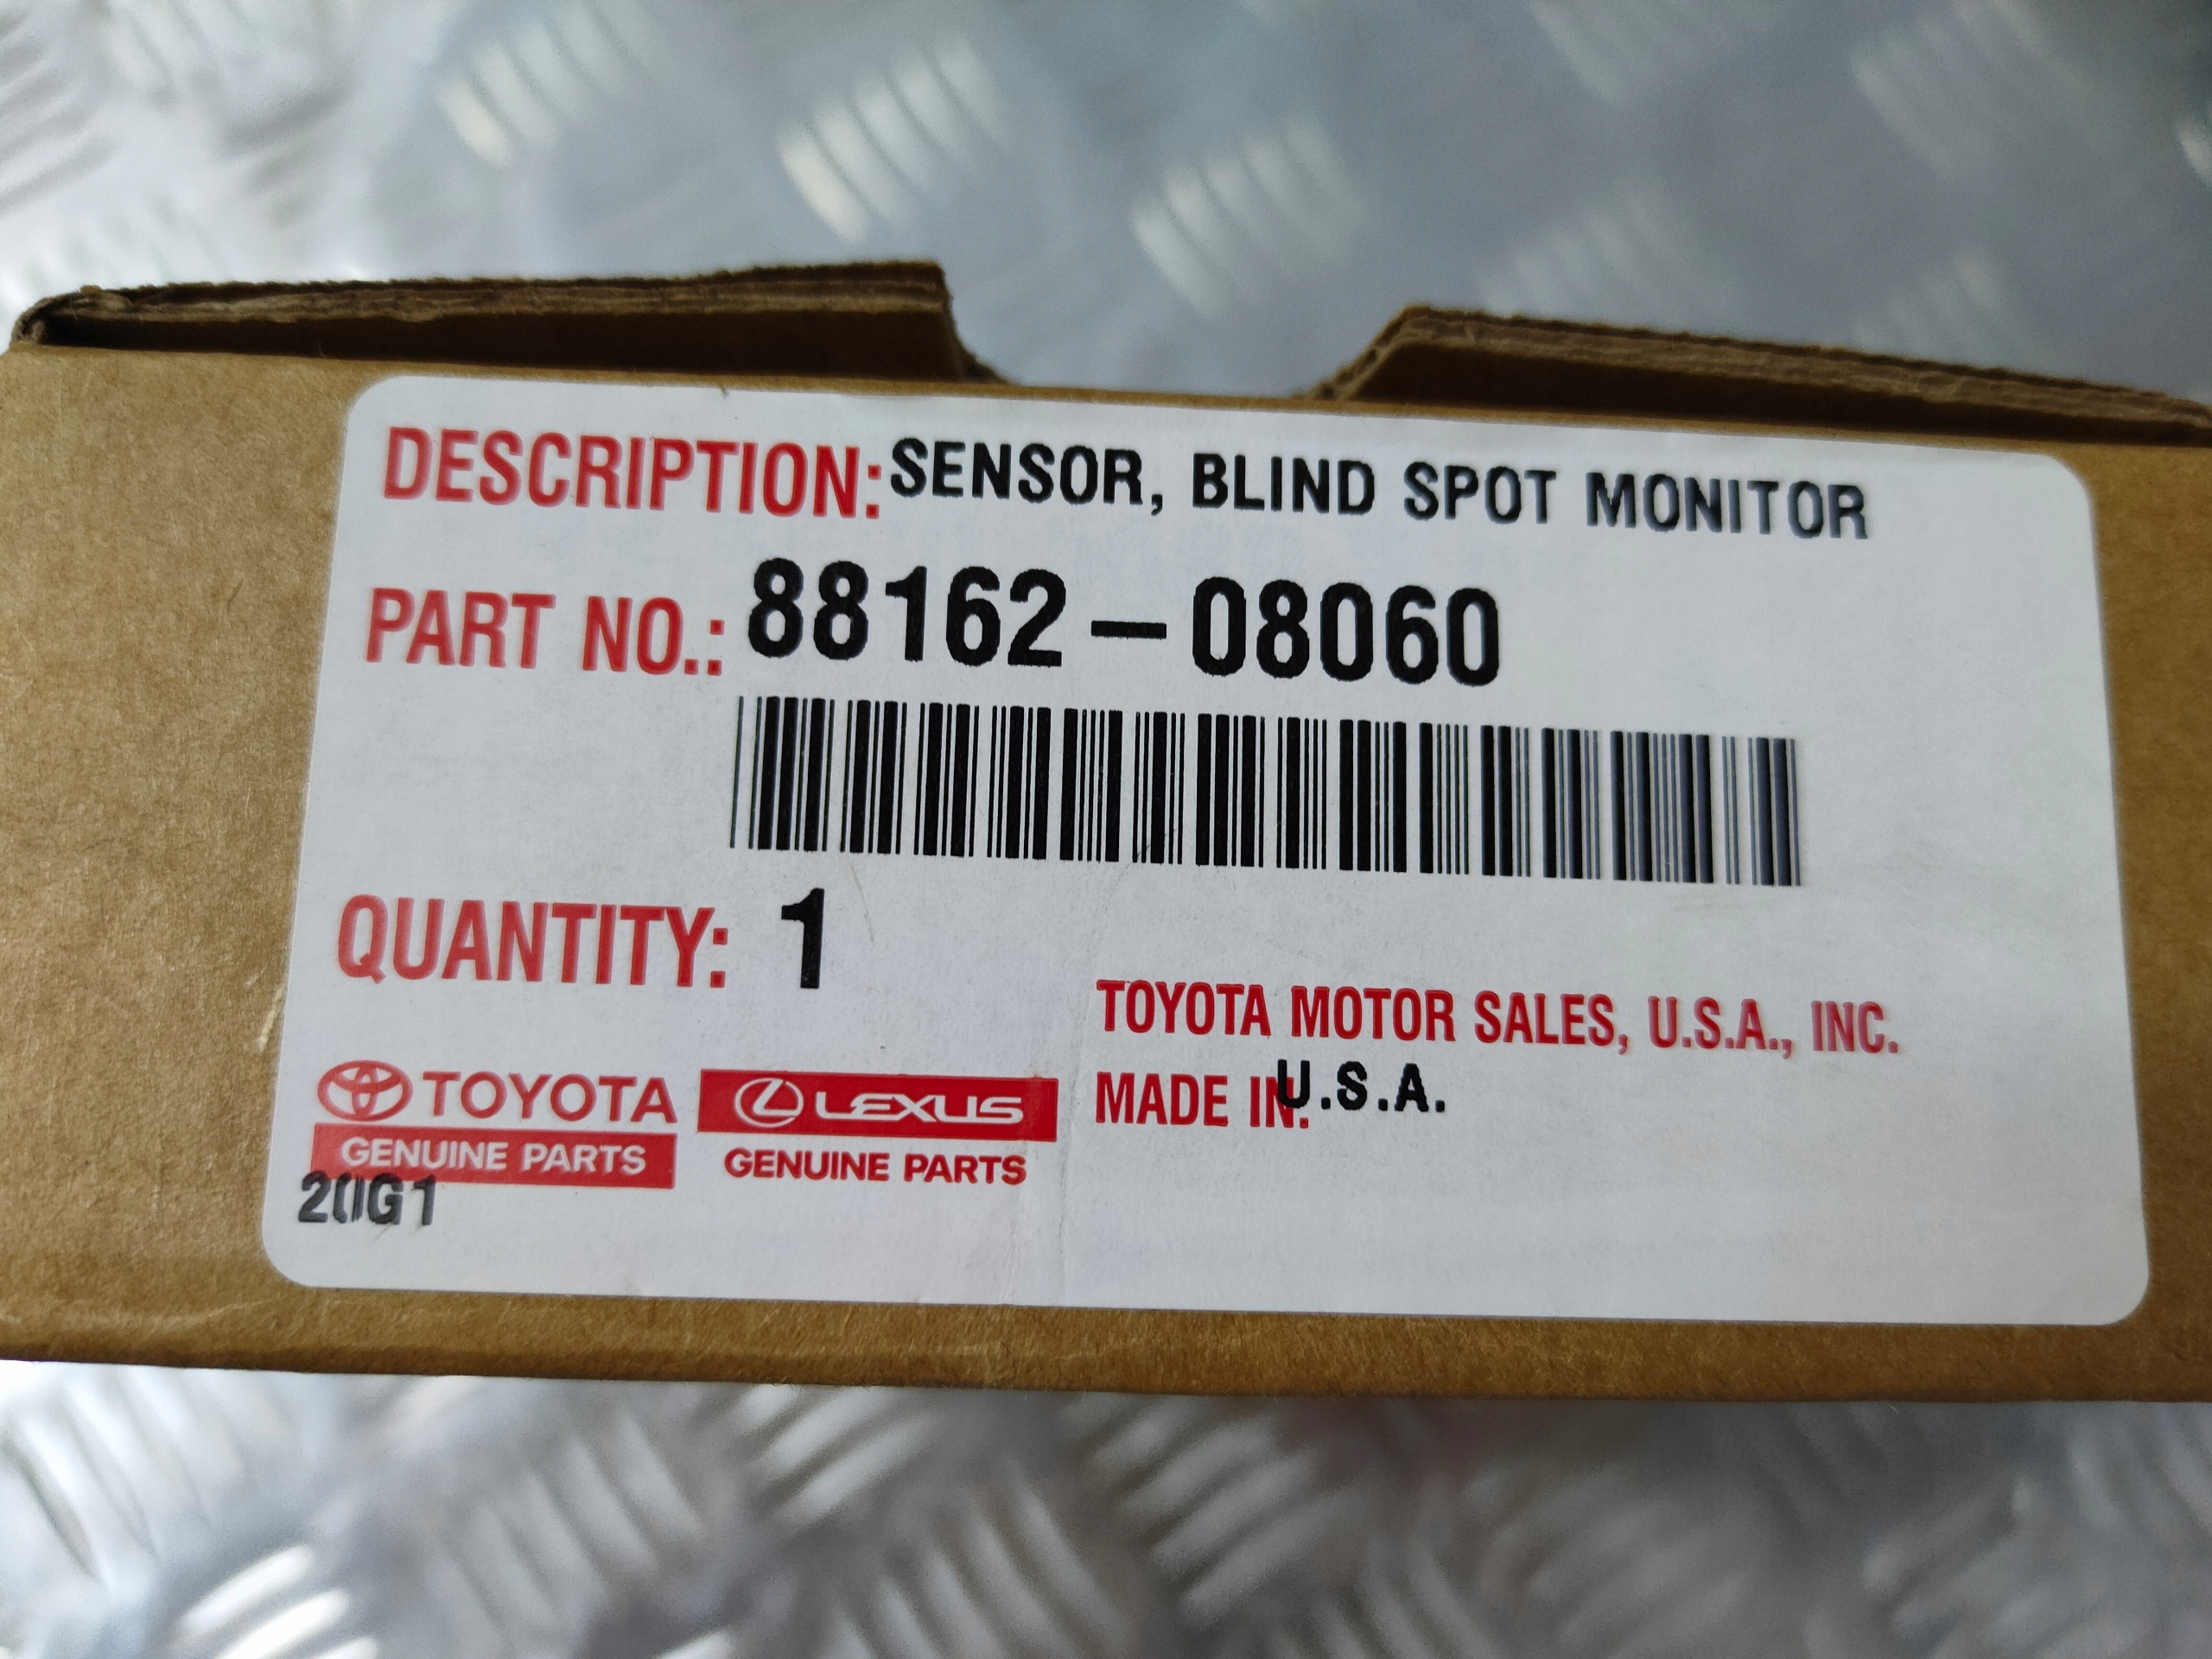 DESCRIPTION: SENSOR, BLIND SPOT MONITOR
PART NO.: 88162-08060
QUANTITY: 1
TOYOTA MOTOR SALES, U.S.A., INC.
MADE IN: U.S.A.
TOYOTA
GENUINE PARTS
LEXUS
GENUINE PARTS
20G1